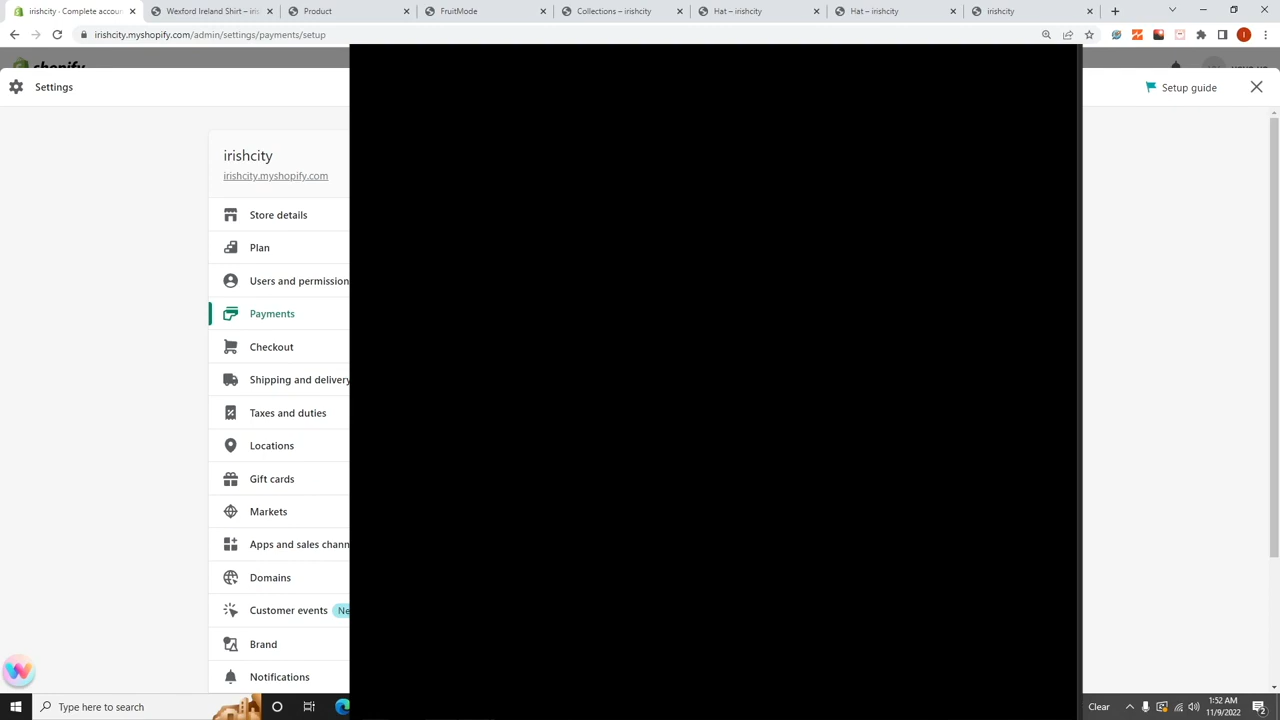 irishcity · Complete accou
Wexford Ireland Shirt – iris
Product
FruitMode
Collections – irishcity
Hat – irishcity
Hat – irishcity
irishcity
irishcity.myshopify.com/admin/settings/payments/setup
shopify
Settings
Setup guide
irishcity
irishcity.myshopify.com
Store details
Plan
Users and permission
Payments
Checkout
Shipping and delivery
Taxes and duties
Locations
Gift cards
Markets
Apps and sales chann
Domains
Customer events Ne
Brand
Notifications
Type here to search
Clear
1:52 AM
11/9/2022
2